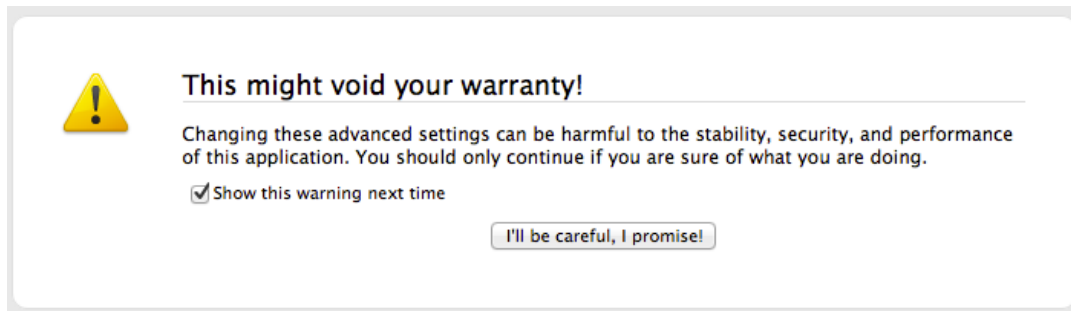 This might void your warranty!
Changing these advanced settings can be harmful to the stability, security, and performance
of this application. You should only continue if you are sure of what you are doing.
Show this warning next time
I'll be careful, I promise!